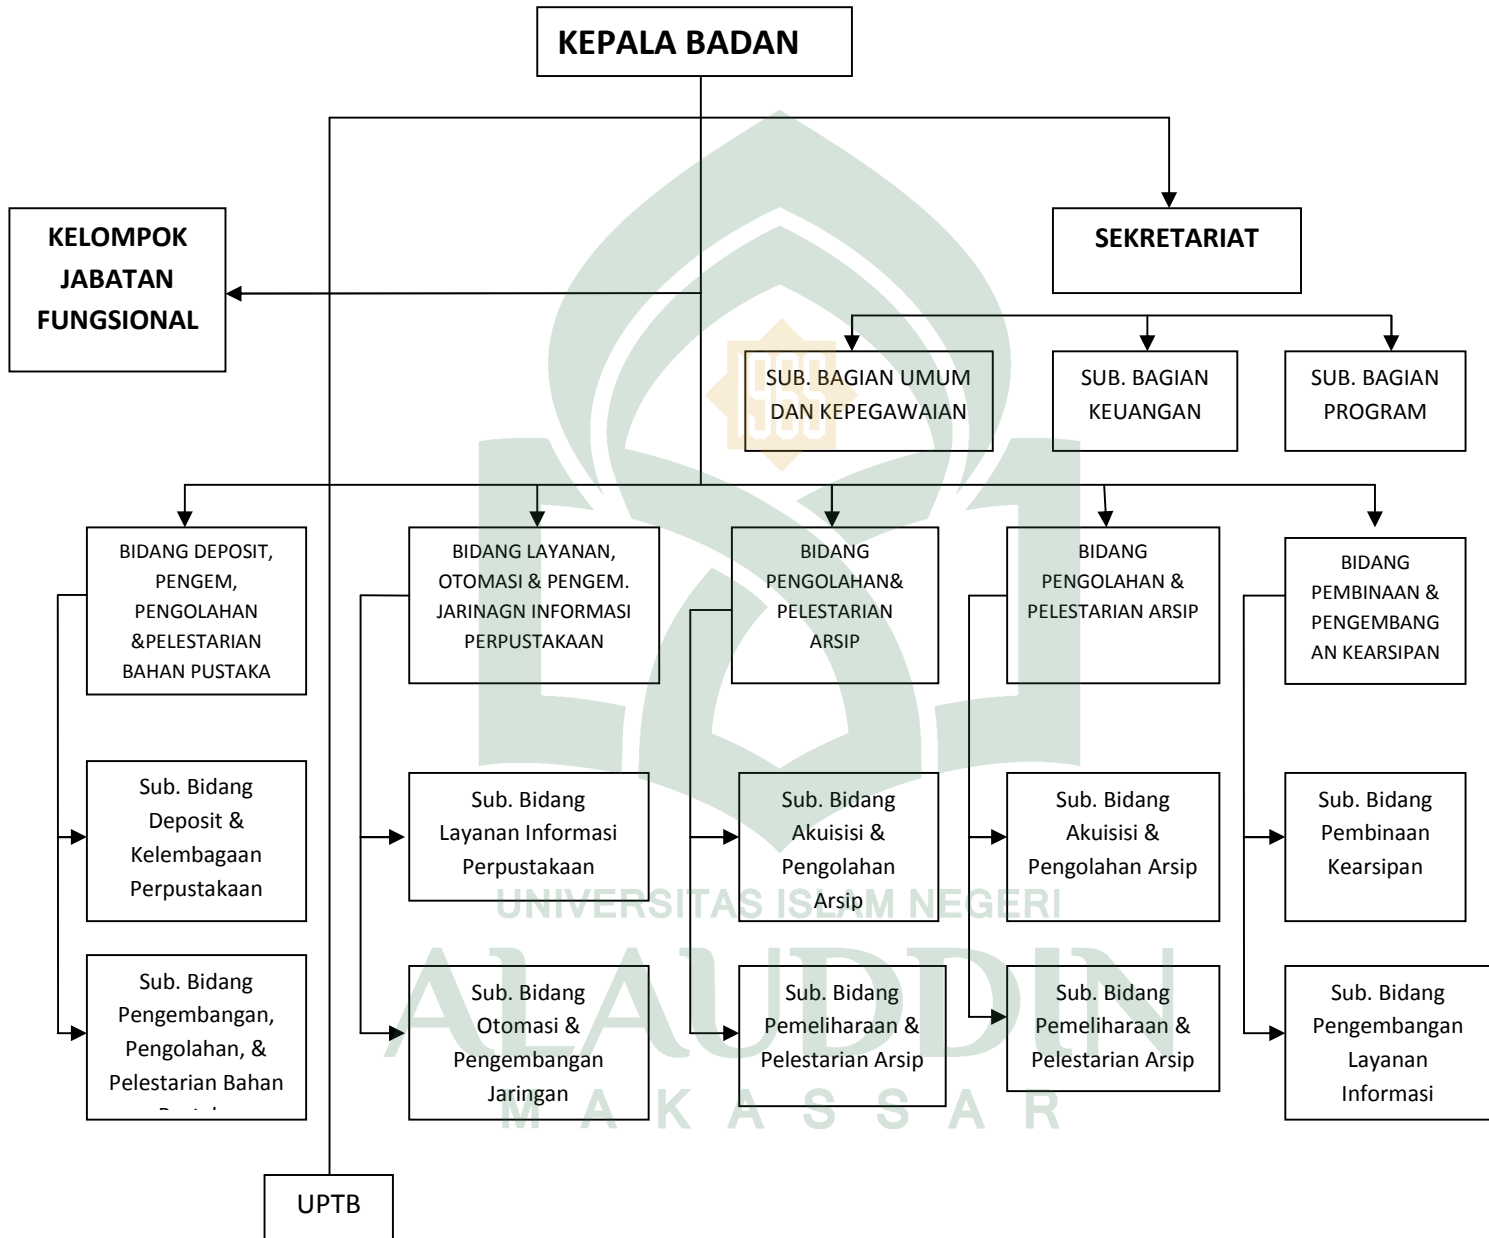 KEPALA BADAN
KELOMPOK
JABATAN
FUNGSIONAL
SEKRETARIAT
SUB. BAGIAN UMUM
DAN KEPEGAWAIAN
SUB. BAGIAN
KEUANGAN
SUB. BAGIAN
PROGRAM
BIDANG DEPOSIT,
PENGEM,
PENGOLAHAN
&PELESTARIAN
BAHAN PUSTAKA
BIDANG LAYANAN,
OTOMASI & PENGEM.
JARINAGN INFORMASI
PERPUSTAKAAN
BIDANG
PENGOLAHAN&
PELESTARIAN
ARSIP
BIDANG
PENGOLAHAN &
PELESTARIAN ARSIP
BIDANG
PEMBINAAN &
PENGEMBANG
AN KEARSIPAN
Sub. Bidang
Deposit &
Kelembagaan
Perpustakaan
Sub. Bidang
Layanan Informasi
Perpustakaan
Sub. Bidang
Akuisisi &
Pengolahan
Arsip
Sub. Bidang
Akuisisi &
Pengolahan Arsip
Sub. Bidang
Pembinaan
Kearsipan
Sub. Bidang
Pengembangan,
Pengolahan, &
Pelestarian Bahan
Sub. Bidang
Otomasi &
Pengembangan
Jaringan
Sub. Bidang
Pemeliharaan &
Pelestarian Arsip
Sub. Bidang
Pemeliharaan &
Pelestarian Arsip
Sub. Bidang
Pengembangan
Layanan
Informasi
UPTB
1965
UNIVERSITAS ISLAM NEGERI
ALAUDDIN
MAKASSAR